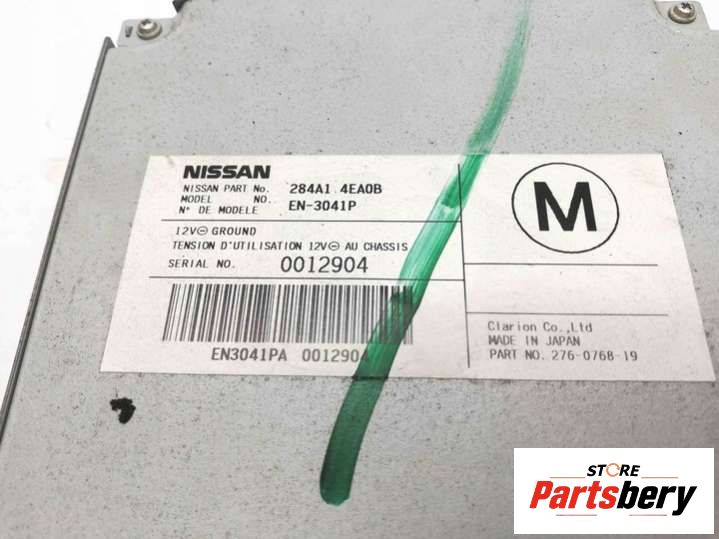 NISSAN
NISSAN PART No. 284A1 4EA0B
MODEL NO. EN-3041P
N° DE MODELE
12V⊖ GROUND
TENSION D'UTILISATION 12V⊖ AU CHASSIS
SERIAL NO. 0012904
EN3041PA 0012904
M
Clarion Co.,Ltd
MADE IN JAPAN
PART NO. 276-0768-19
STORE
Partsbery